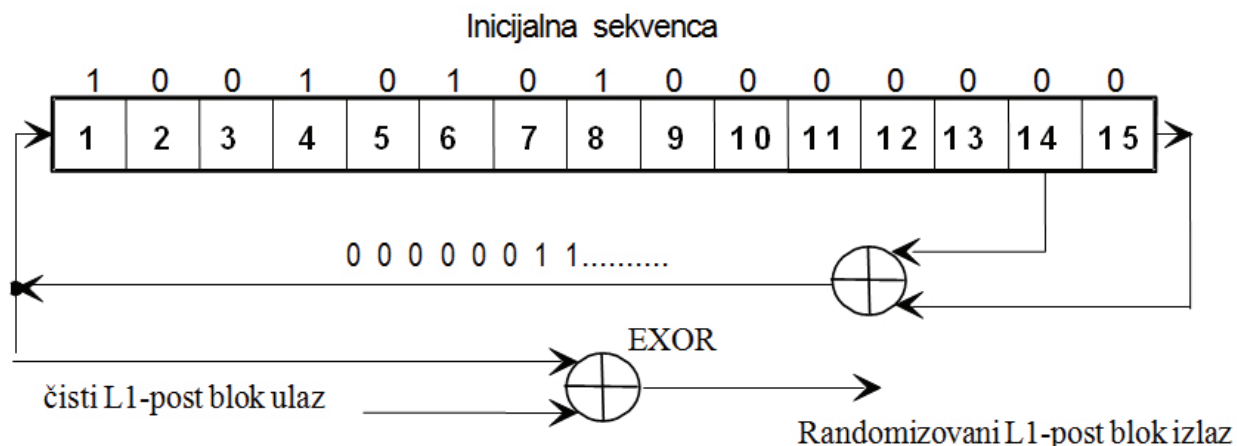 Inicijalna sekvenca
1 0 0 1 0 1 0 1 0 0 0 0 0 0 0
1 2 3 4 5 6 7 8 9 10 11 12 13 14 15
0 0 0 0 0 0 1 1..........
EXOR
čisti L1-post blok ulaz
Randomizovani L1-post blok izlaz